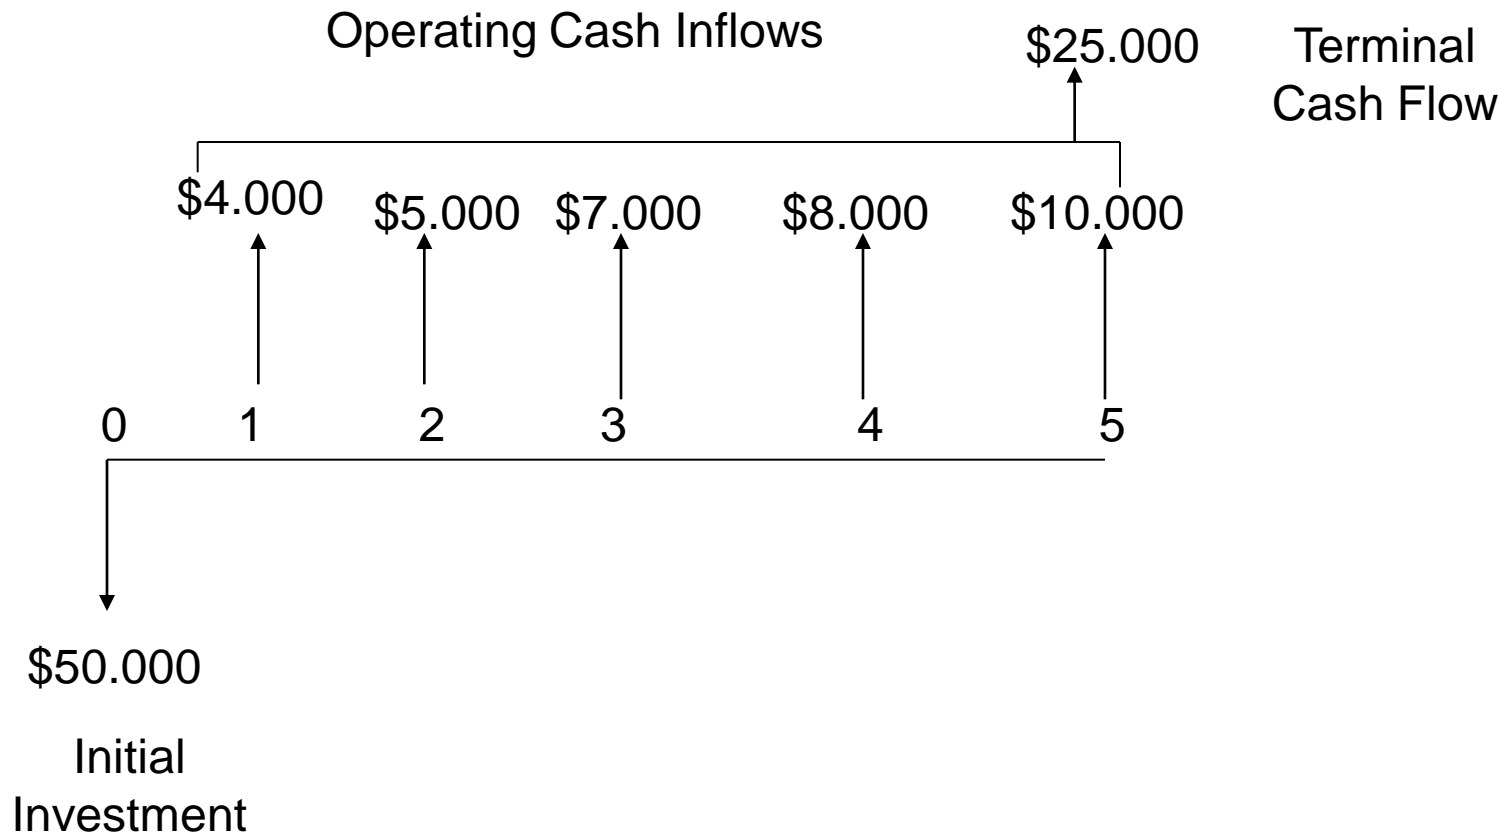 Operating Cash Inflows
$25.000
Terminal
Cash Flow
$4.000
$5.000
$7.000
$8.000
$10.000
0
1
2
3
4
5
$50.000
Initial
Investment